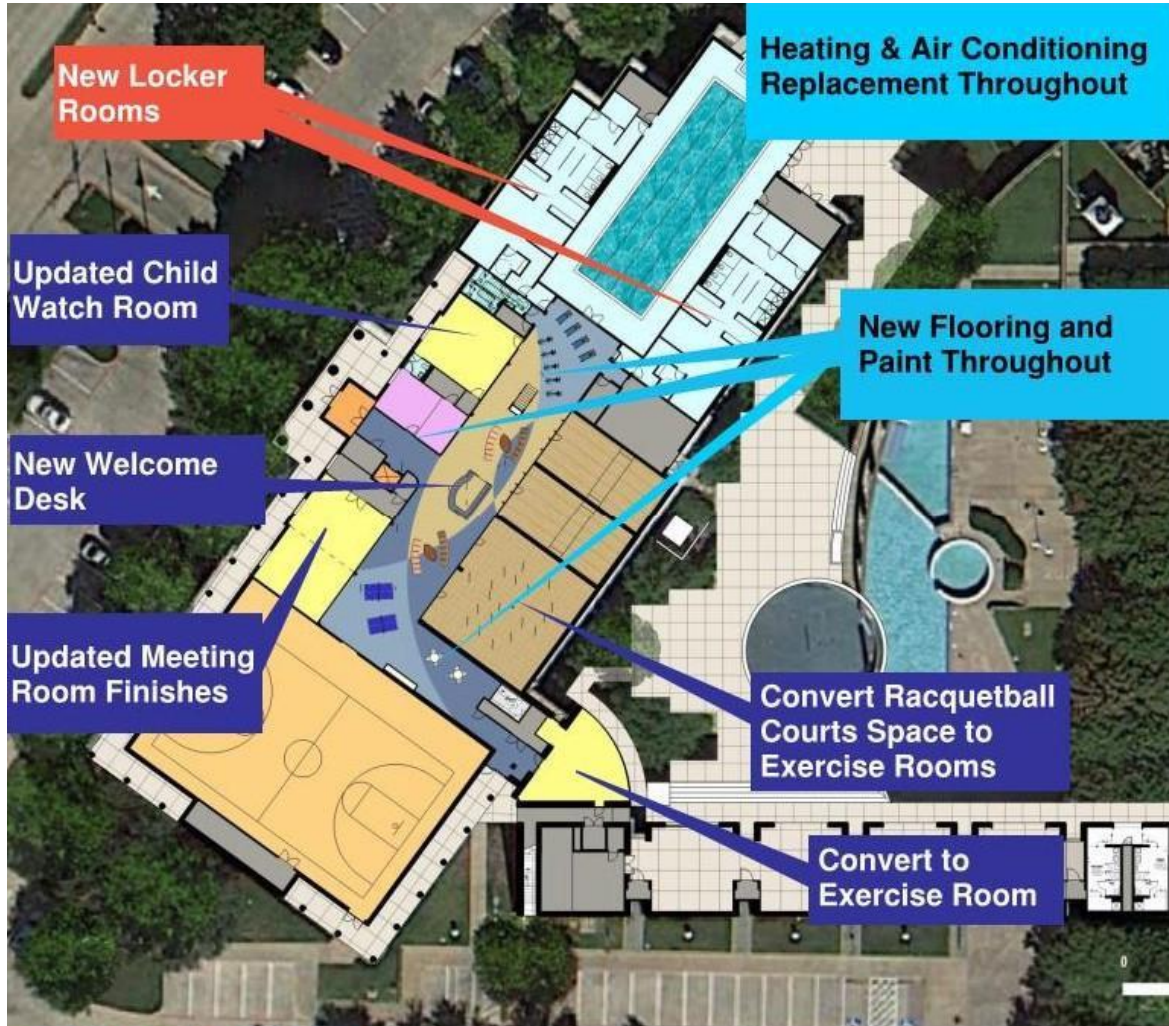 New Locker
Rooms
Heating & Air Conditioning
Replacement Throughout
Updated Child
Watch Room
New Flooring and
Paint Throughout
New Welcome
Desk
Updated Meeting
Room Finishes
Convert Racquetball
Courts Space to
Exercise Rooms
Convert to
Exercise Room
0